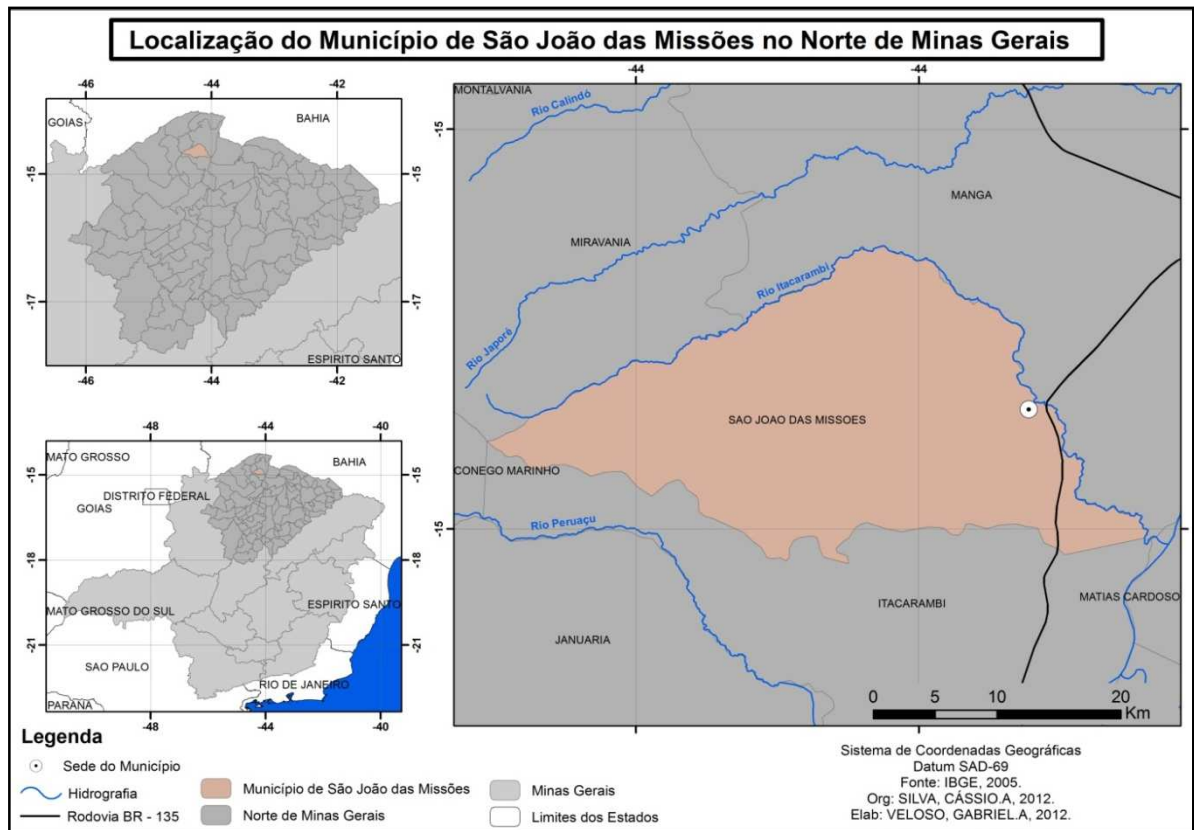 Localização do Município de São João das Missões no Norte de Minas Gerais
-46
-44
-42
GOIAS
BAHIA
-15
-15
-17
-17
ESPIRITO SANTO
-46
-44
-42
-48
-44
-40
MATO GROSSO
BAHIA
-15
-15
DISTRITO FEDERAL
GOIAS
-18
-18
MATO GROSSO DO SUL
ESPIRITO SANTO
-21
-21
SAO PAULO
RIO DE JANEIRO
PARANA
-48
-44
-40
-44
-44
MONTALVANIA
Rio Calindó
-15
-15
MANGA
MIRAVANIA
Rio Itacarambi
Rio Japoré
SAO JOAO DAS MISSOES
CONEGO MARINHO
Rio Peruaçu
-15
-15
MATIAS CARDOSO
ITACARAMBI
JANUARIA
0 5 10 20
Km
-44
-44
Legenda
Sede do Município
Hidrografia
Rodovia BR - 135
Município de São João das Missões
Norte de Minas Gerais
Minas Gerais
Limites dos Estados
Sistema de Coordenadas Geográficas
Datum SAD-69
Fonte: IBGE, 2005.
Org: SILVA, CÁSSIO.A, 2012.
Elab: VELOSO, GABRIEL.A, 2012.